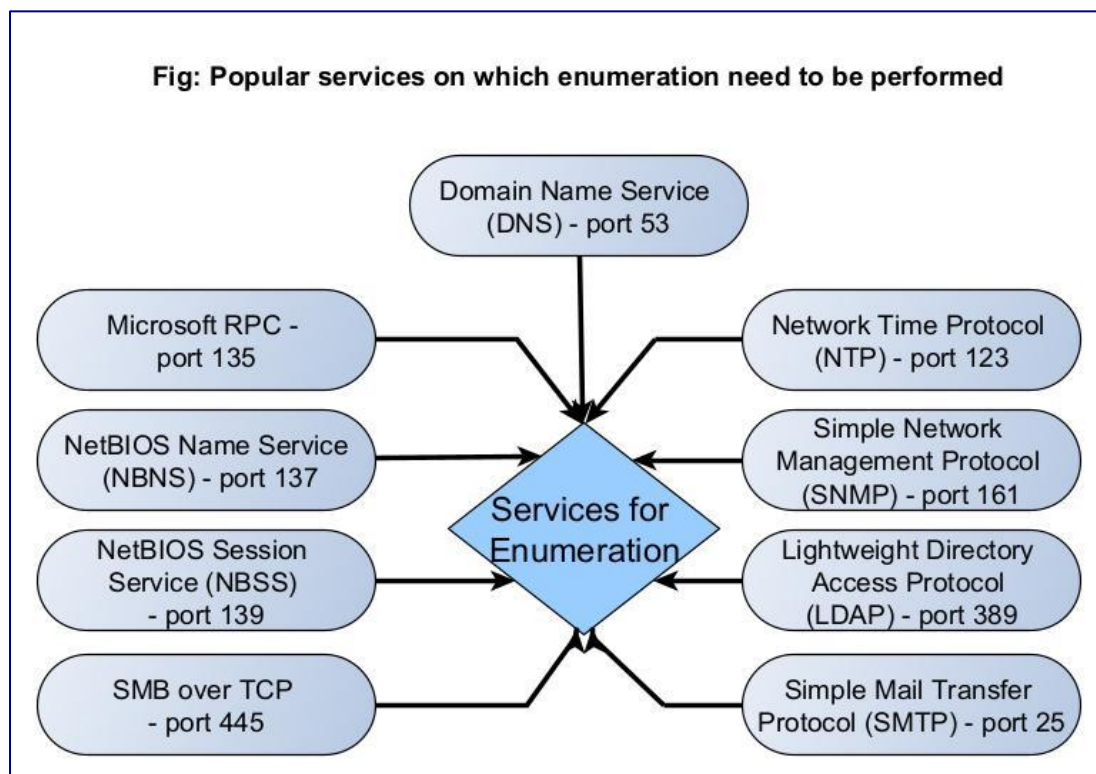 Fig: Popular services on which enumeration need to be performed
Domain Name Service
(DNS) - port 53
Microsoft RPC -
port 135
NetBIOS Name Service
(NBNS) - port 137
NetBIOS Session
Service (NBSS)
- port 139
SMB over TCP
- port 445
Services for
Enumeration
Network Time Protocol
(NTP) - port 123
Simple Network
Management Protocol
(SNMP) - port 161
Lightweight Directory
Access Protocol
(LDAP) - port 389
Simple Mail Transfer
Protocol (SMTP) - port 25